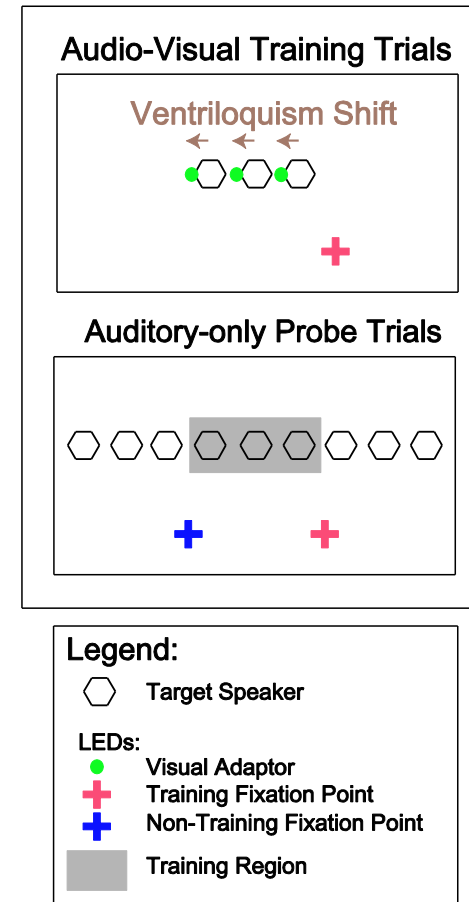 Audio-Visual Training Trials
Ventriloquism Shift
Auditory-only Probe Trials
Legend:
Target Speaker
LEDs:
Visual Adaptor
Training Fixation Point
Non-Training Fixation Point
Training Region